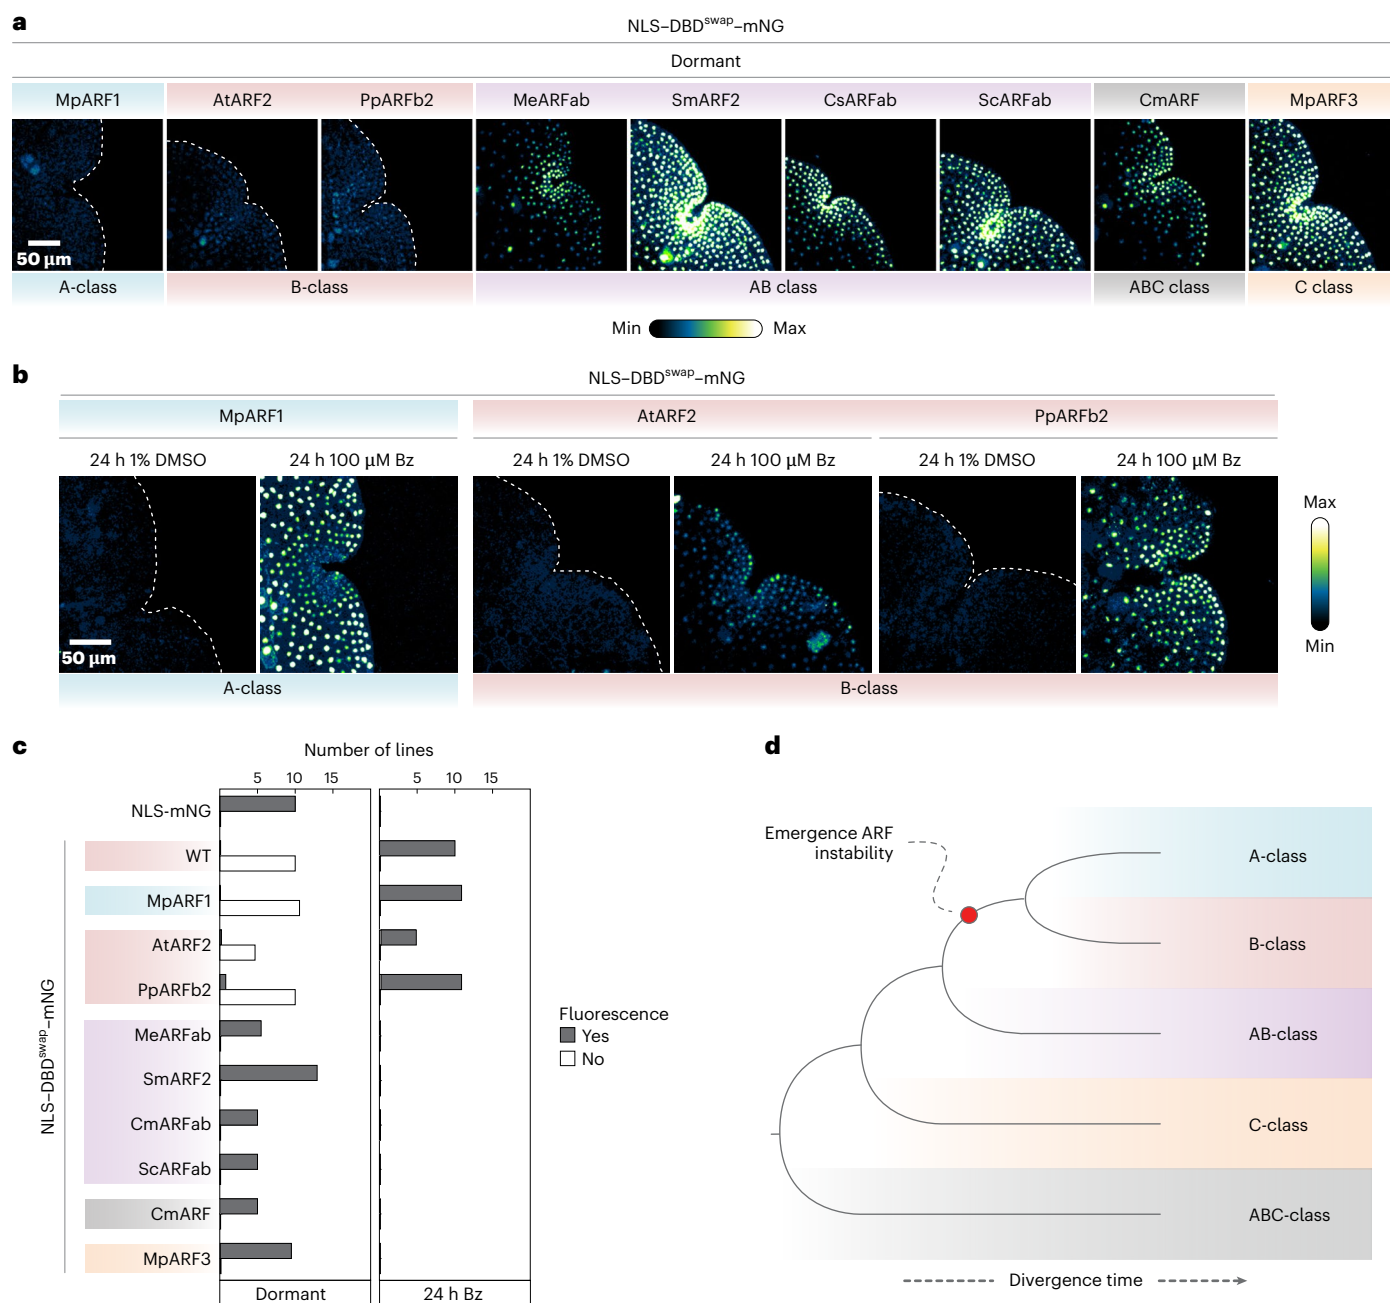 a
NLS–DBDswap–mNG
Dormant
MpARF1 AtARF2 PpARFb2 MeARFab SmARF2 CsARFab ScARFab CmARF MpARF3
50 µm
A-class B-class AB class ABC class C class
Min Max
b
NLS–DBDswap–mNG
MpARF1 AtARF2 PpARFb2
24 h 1% DMSO 24 h 100 µM Bz 24 h 1% DMSO 24 h 100 µM Bz 24 h 1% DMSO 24 h 100 µM Bz
50 µm
Max
Min
A-class B-class
c
Number of lines
5 10 15 5 10 15
NLS-mNG
WT
MpARF1
AtARF2
PpARFb2
MeARFab
SmARF2
CmARFab
ScARFab
CmARF
MpARF3
NLS–DBDswap–mNG
Dormant 24 h Bz
Fluorescence
Yes
No
d
Emergence ARF
instability
A-class
B-class
AB-class
C-class
ABC-class
Divergence time